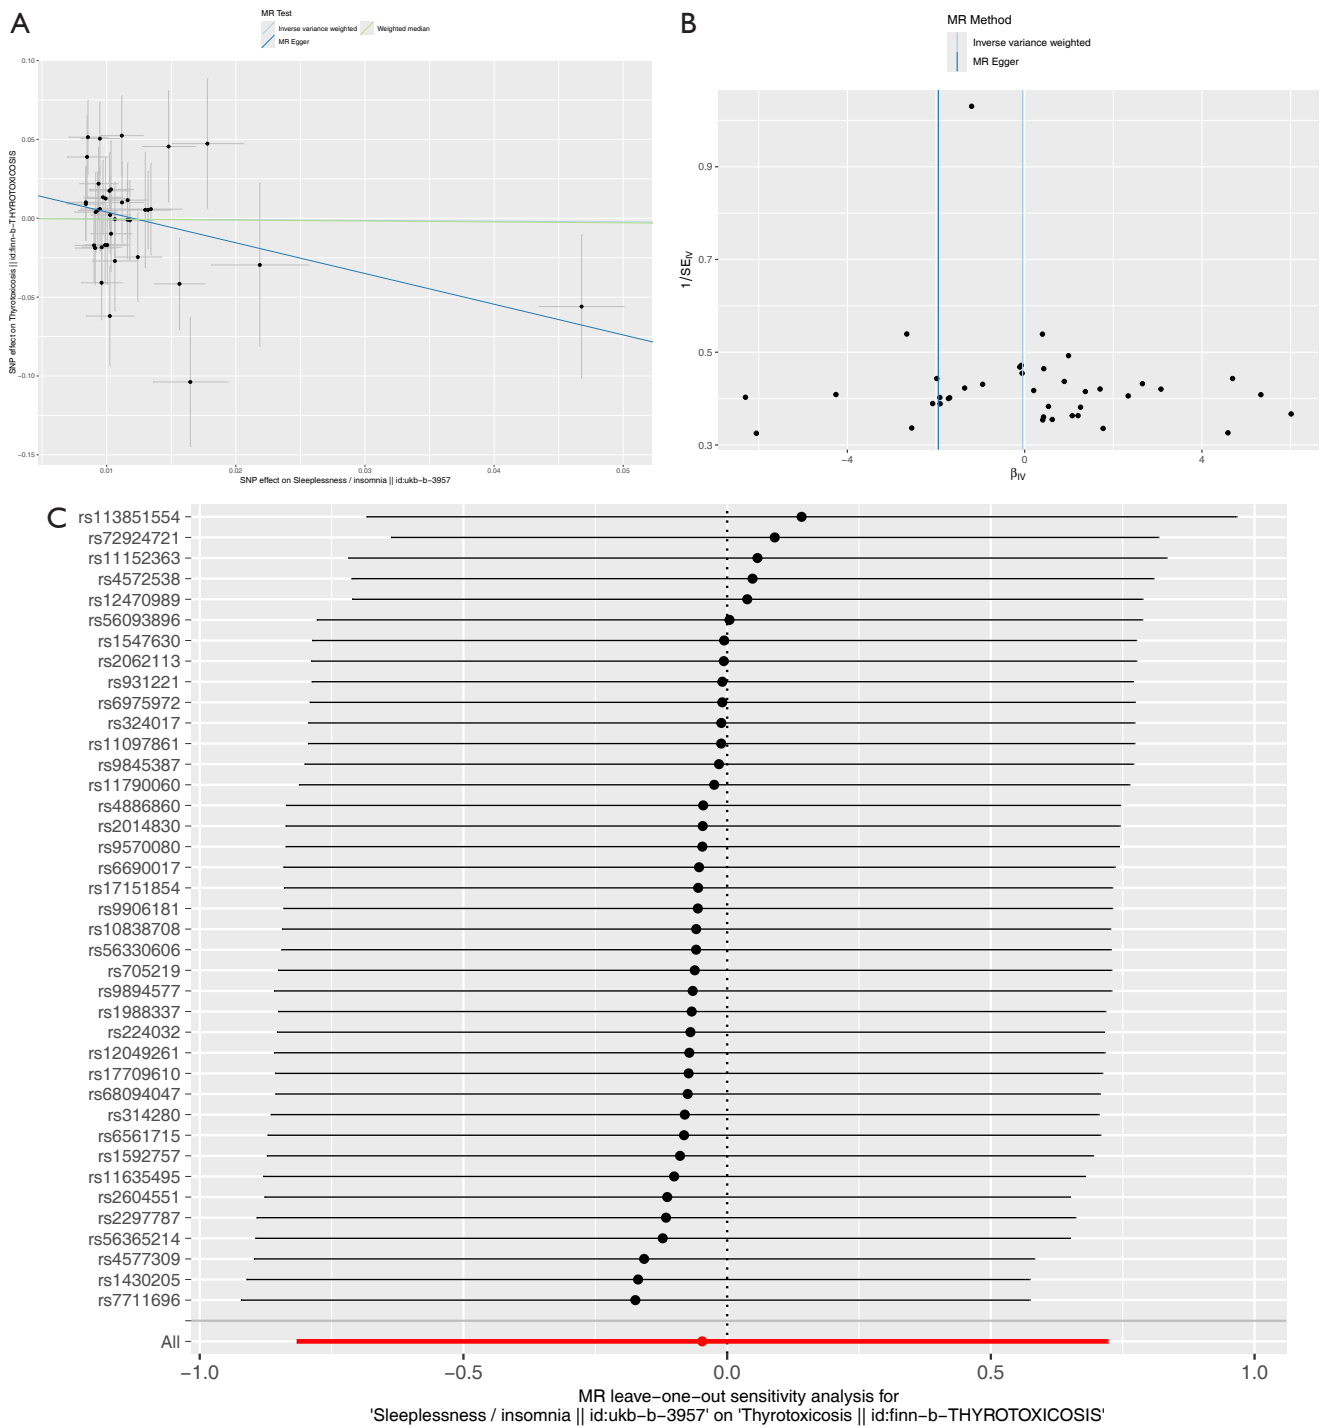 A
MR Test
Inverse variance weighted
Weighted median
MR Egger
0.10
0.05
0.00
−0.05
−0.10
−0.15
SNP effect on Thyrotoxicosis || id:finn−b−THYROTOXICOSIS
0.01
0.02
0.03
0.04
0.05
SNP effect on Sleeplessness / insomnia || id:ukb−b−3957
B
MR Method
Inverse variance weighted
MR Egger
0.9
0.7
0.5
0.3
1/SE_IV
−4
0
4
β_IV
C
rs113851554
rs72924721
rs11152363
rs4572538
rs12470989
rs56093896
rs1547630
rs2062113
rs931221
rs6975972
rs324017
rs11097861
rs9845387
rs11790060
rs4886860
rs2014830
rs9570080
rs6690017
rs17151854
rs9906181
rs10838708
rs56330606
rs705219
rs9894577
rs1988337
rs224032
rs12049261
rs17709610
rs68094047
rs314280
rs6561715
rs1592757
rs11635495
rs2604551
rs2297787
rs56365214
rs4577309
rs1430205
rs7711696
All
−1.0
−0.5
0.0
0.5
1.0
MR leave−one−out sensitivity analysis for
'Sleeplessness / insomnia || id:ukb−b−3957' on 'Thyrotoxicosis || id:finn−b−THYROTOXICOSIS'